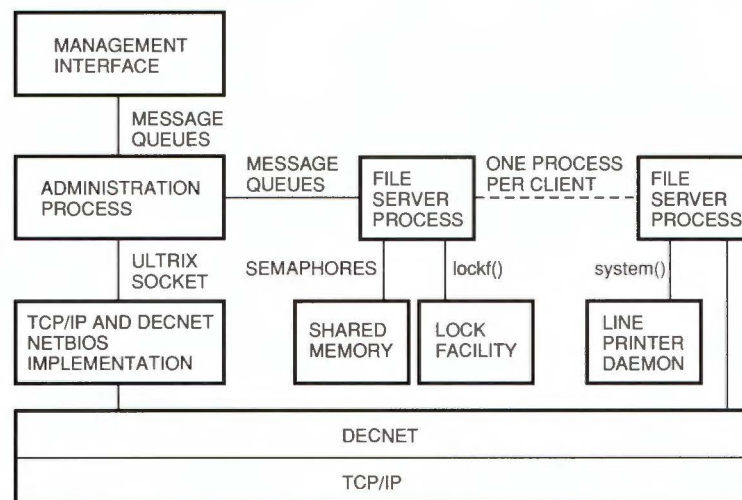 MANAGEMENT
INTERFACE
MESSAGE
QUEUES
ADMINISTRATION
PROCESS
MESSAGE
QUEUES
FILE
SERVER
PROCESS
ONE PROCESS
PER CLIENT
FILE
SERVER
PROCESS
ULTRIX
SOCKET
SEMAPHORES
lockf()
system()
TCP/IP AND DECNET
NETBIOS
IMPLEMENTATION
SHARED
MEMORY
LOCK
FACILITY
LINE
PRINTER
DAEMON
DECNET
TCP/IP